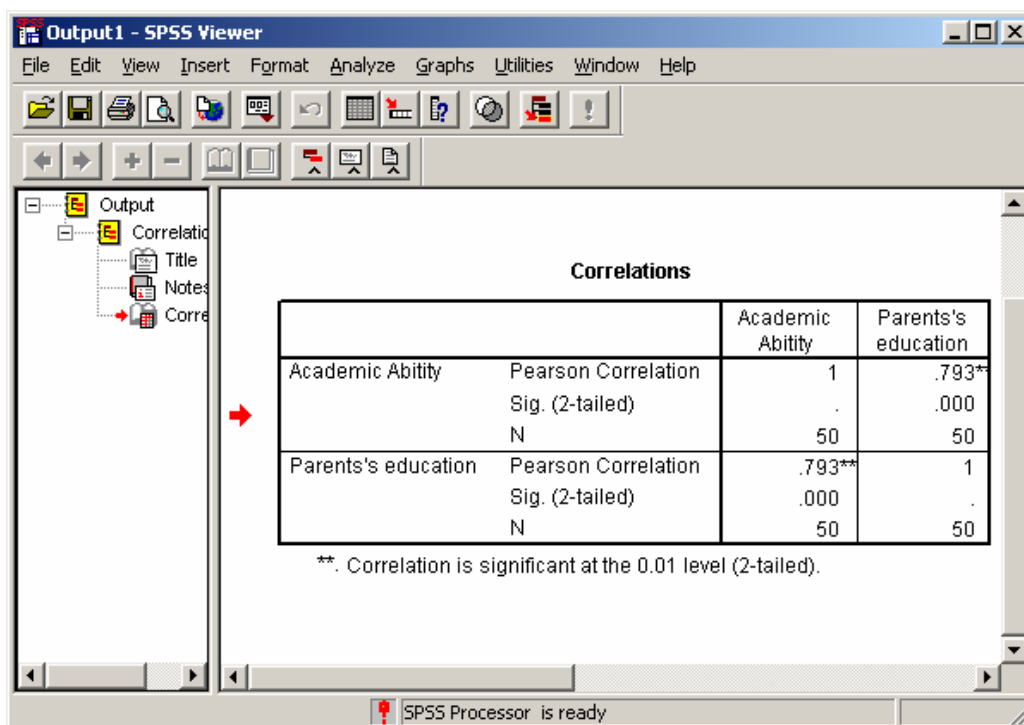 SPSS
Output1 - SPSS Viewer
File Edit View Insert Format Analyze Graphs Utilities Window Help
Output
Correlatio
Title
Notes
Corre
Correlations
Academic Abitity
Parents's education
Academic Abitity Pearson Correlation 1 .793**
Sig. (2-tailed) . .000
N 50 50
Parents's education Pearson Correlation .793** 1
Sig. (2-tailed) .000 .
N 50 50
**. Correlation is significant at the 0.01 level (2-tailed).
SPSS Processor is ready